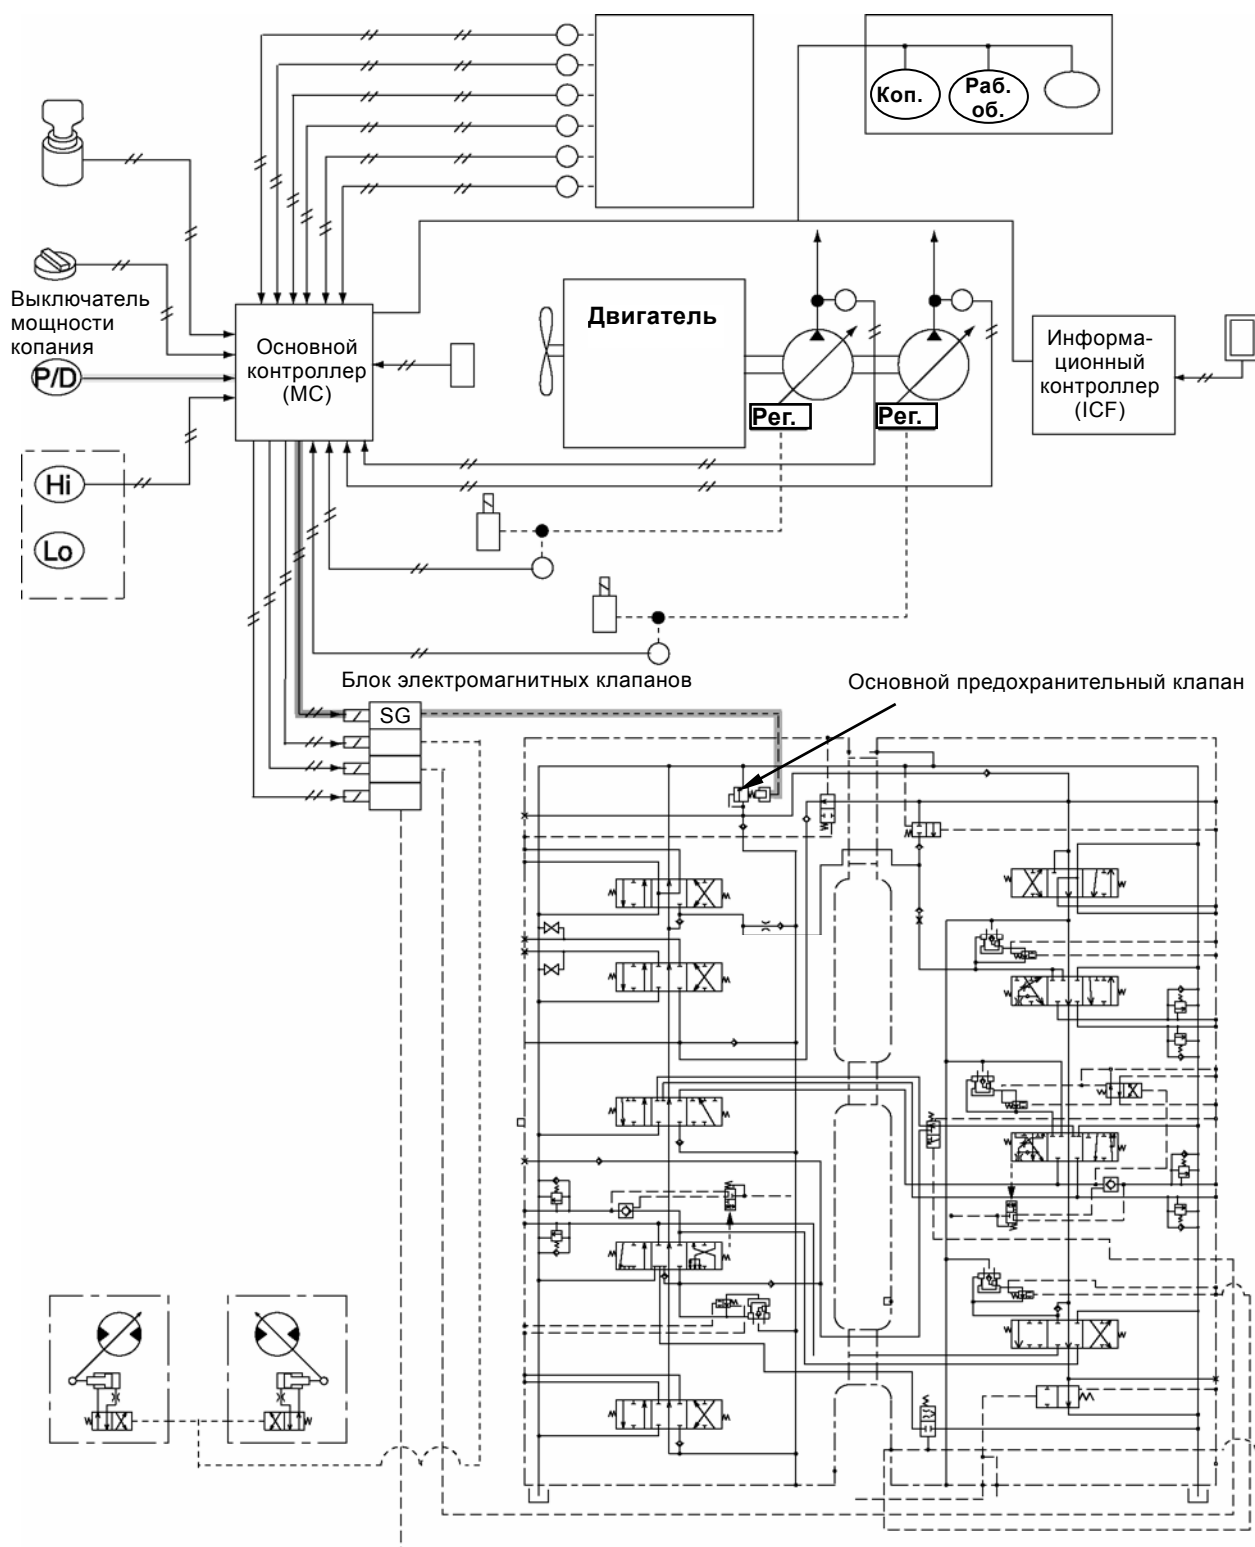 Коп.
Раб.
об.
Выключатель
мощности
копания
P/D
Hi
Lo
Основной
контроллер
(MC)
Двигатель
Рег.
Рег.
Информа-
ционный
контроллер
(ICF)
Блок электромагнитных клапанов
SG
Основной предохранительный клапан